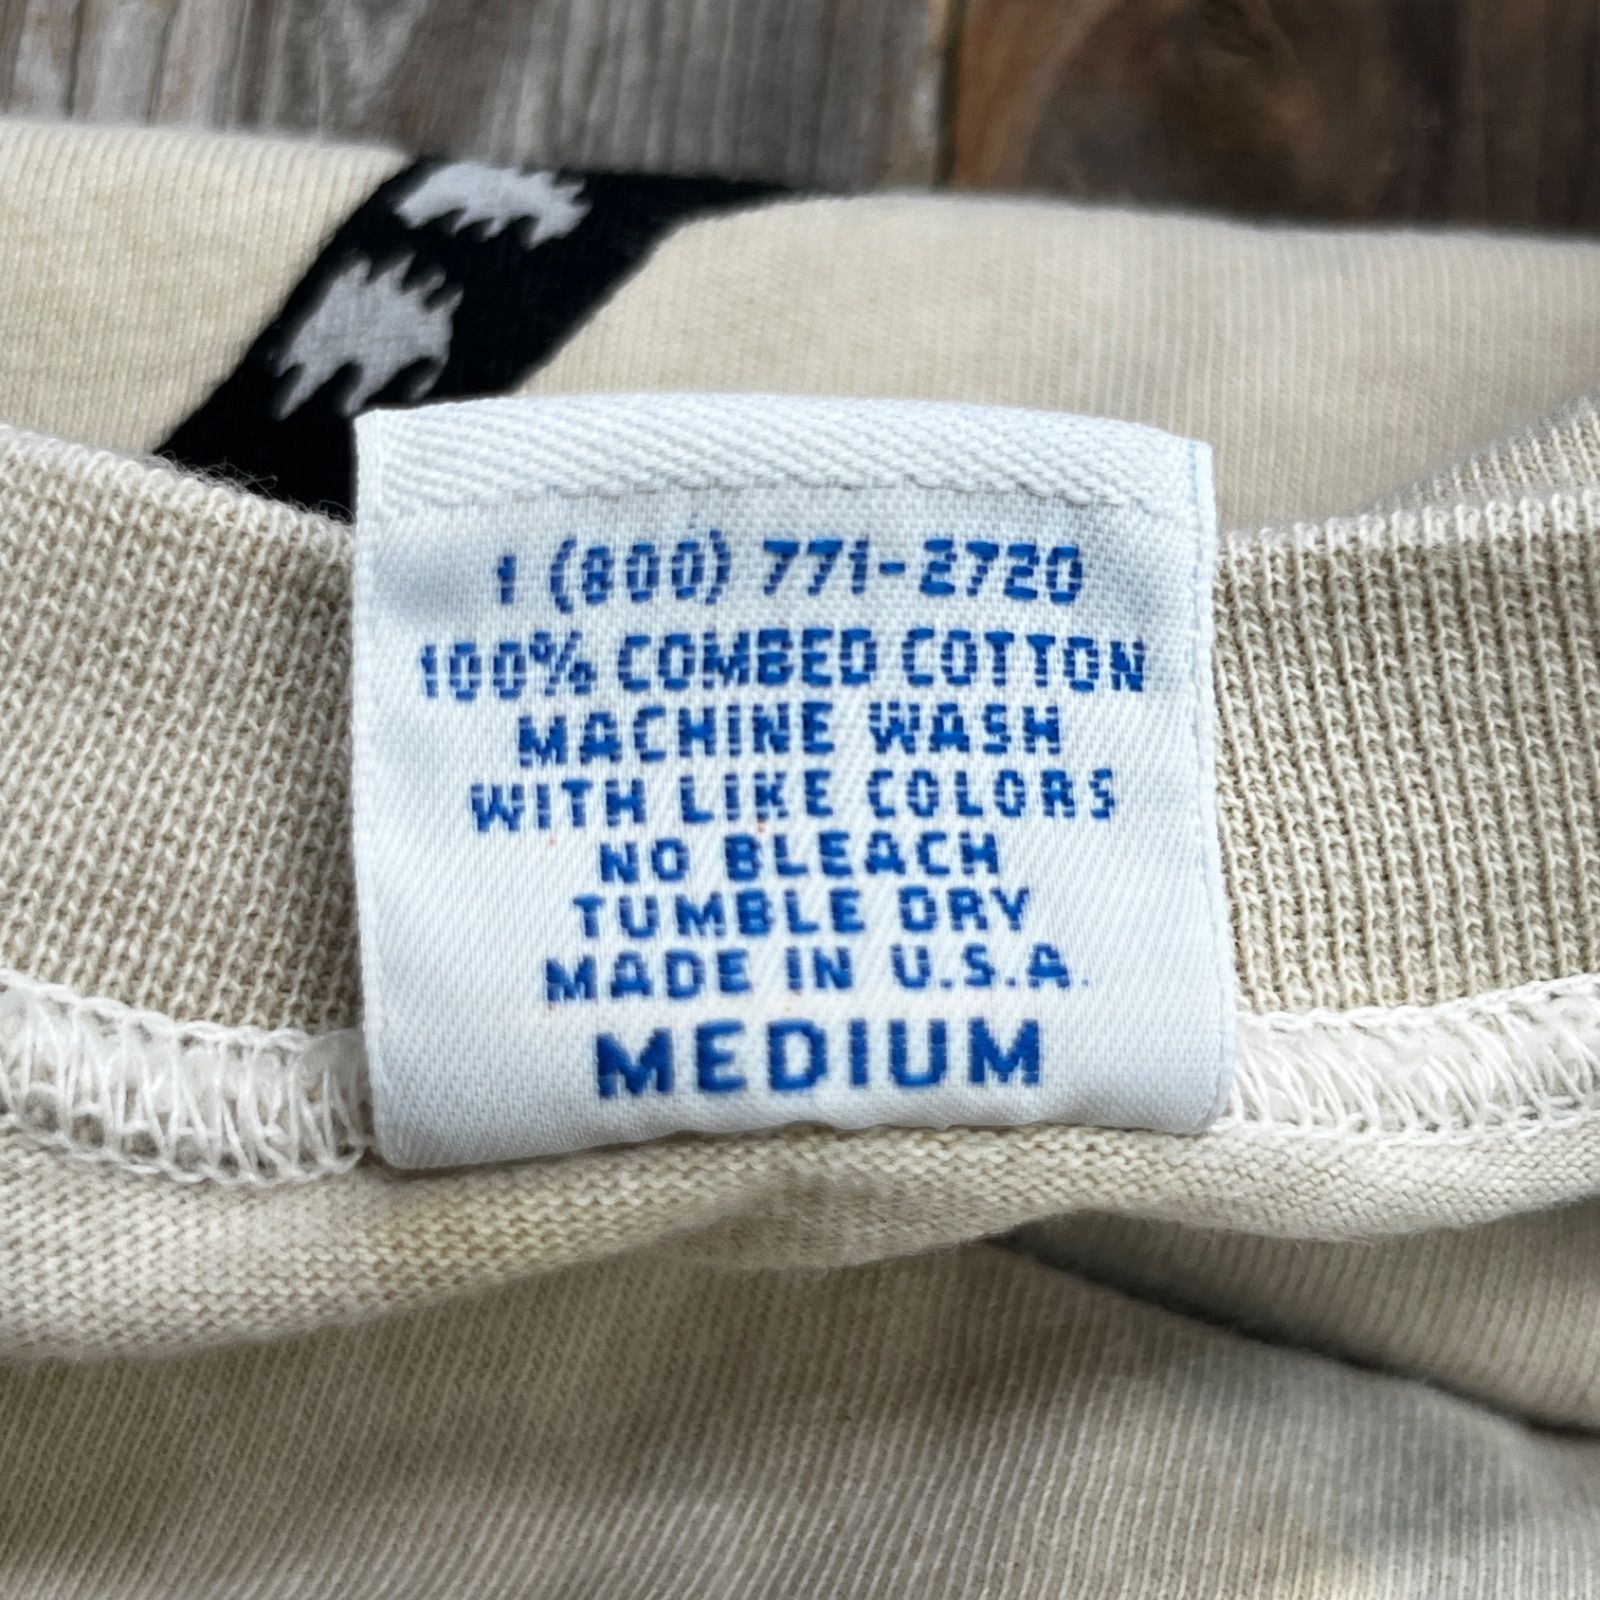 1 (800) 771-2720
100% COMBED COTTON
MACHINE WASH
WITH LIKE COLORS
NO BLEACH
TUMBLE DRY
MADE IN U.S.A.
MEDIUM